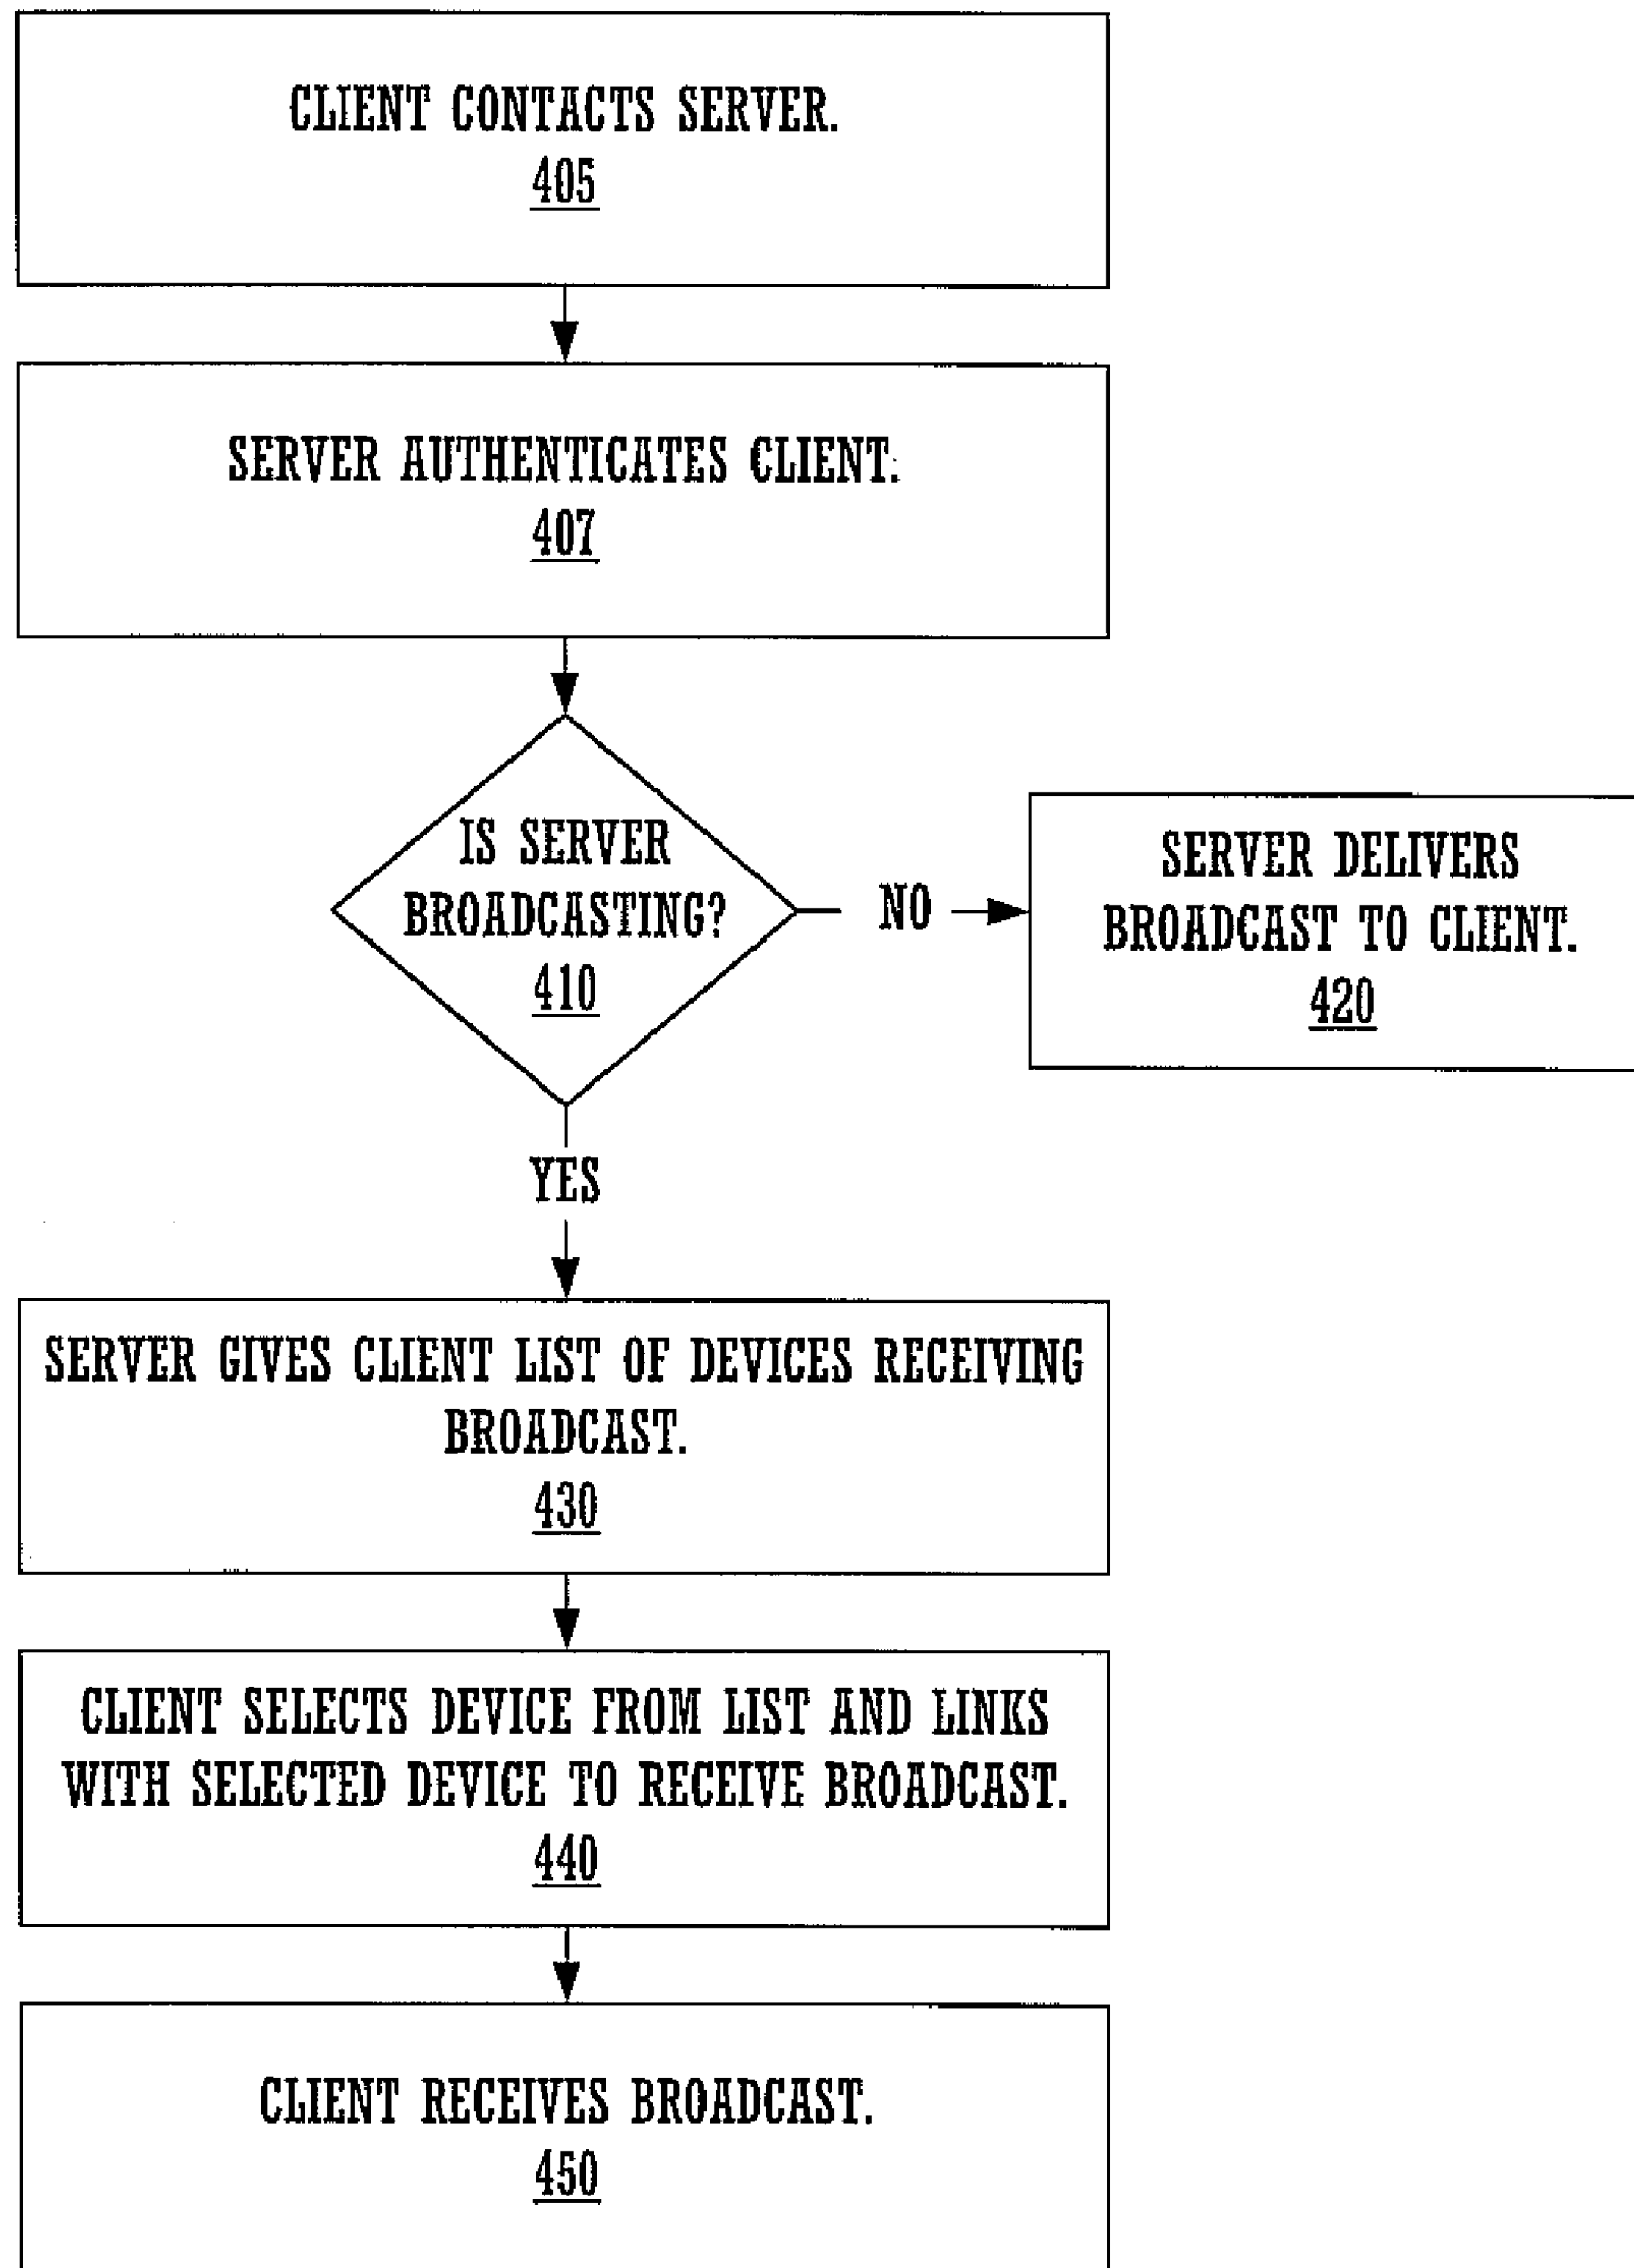 CLIENT CONTACTS SERVER.
405
SERVER AUTHENTICATES CLIENT.
407
IS SERVER
BROADCASTING?
410
NO
SERVER DELIVERS
BROADCAST TO CLIENT.
420
YES
SERVER GIVES CLIENT LIST OF DEVICES RECEIVING
BROADCAST.
430
CLIENT SELECTS DEVICE FROM LIST AND LINKS
WITH SELECTED DEVICE TO RECEIVE BROADCAST.
440
CLIENT RECEIVES BROADCAST.
450